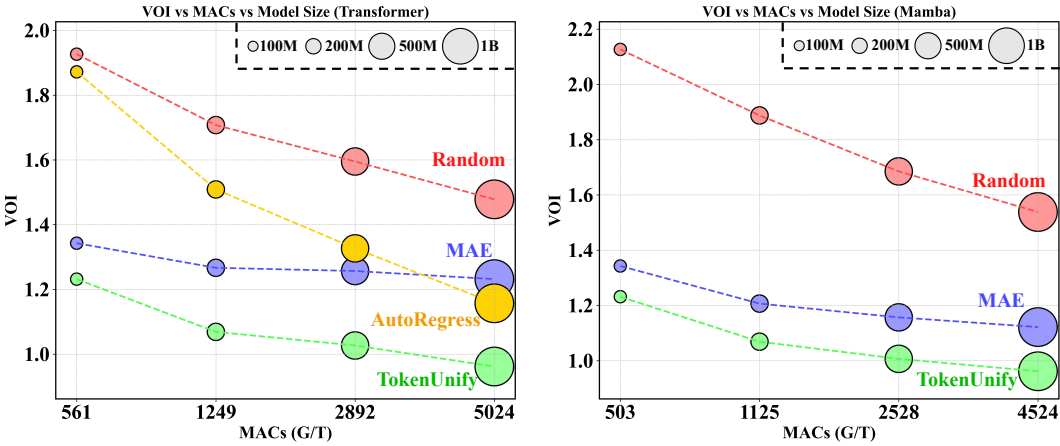 VOI vs MACs vs Model Size (Transformer)
100M 200M 500M 1B
2.0
1.8
1.6
1.4
1.2
1.0
VOI
Random
MAE
AutoRegress
TokenUnify
561 1249 2892 5024
MACs (G/T)
VOI vs MACs vs Model Size (Mamba)
100M 200M 500M 1B
2.2
2.0
1.8
1.6
1.4
1.2
1.0
VOI
Random
MAE
TokenUnify
503 1125 2528 4524
MACs (G/T)